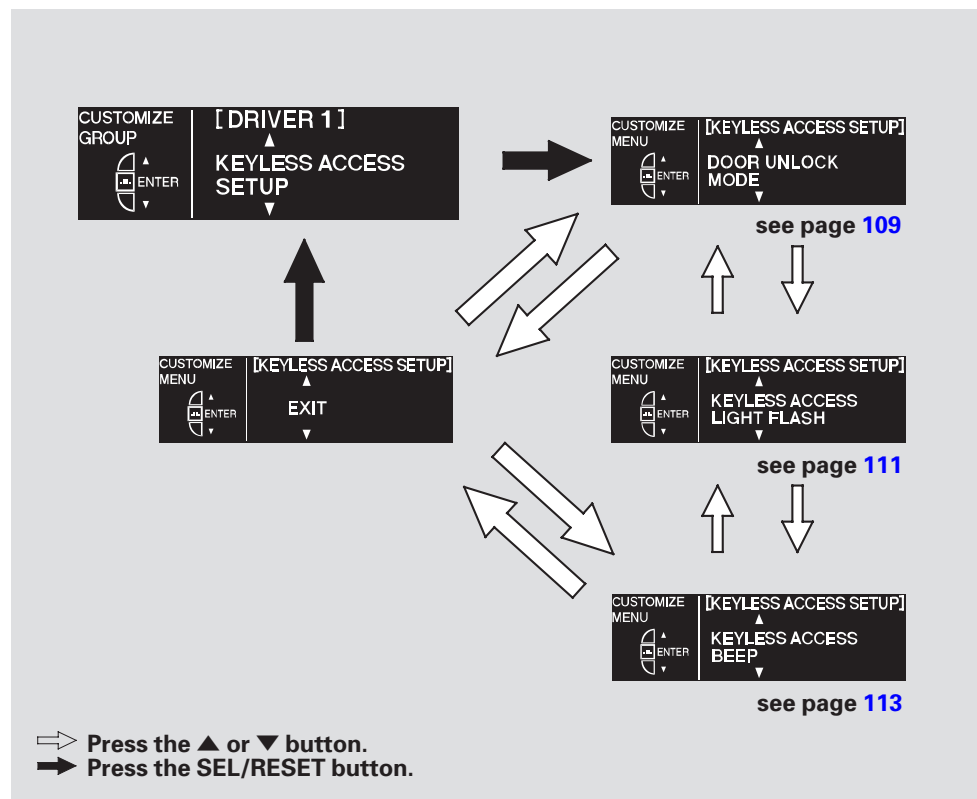 CUSTOMIZE
GROUP
ENTER
[ DRIVER 1 ]
▲
KEYLESS ACCESS
SETUP
▼
CUSTOMIZE
MENU
ENTER
[KEYLESS ACCESS SETUP]
▲
DOOR UNLOCK
MODE
▼
see page 109
CUSTOMIZE
MENU
ENTER
[KEYLESS ACCESS SETUP]
▲
EXIT
▼
CUSTOMIZE
MENU
ENTER
[KEYLESS ACCESS SETUP]
▲
KEYLESS ACCESS
LIGHT FLASH
▼
see page 111
CUSTOMIZE
MENU
ENTER
[KEYLESS ACCESS SETUP]
▲
KEYLESS ACCESS
BEEP
▼
see page 113
Press the ▲ or ▼ button.
Press the SEL/RESET button.